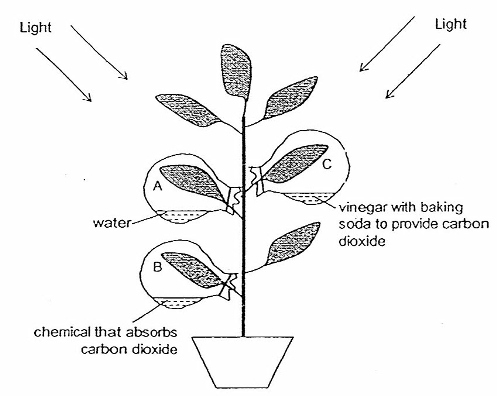 Light
Light
A
C
water
vinegar with baking
soda to provide carbon
dioxide
B
chemical that absorbs
carbon dioxide